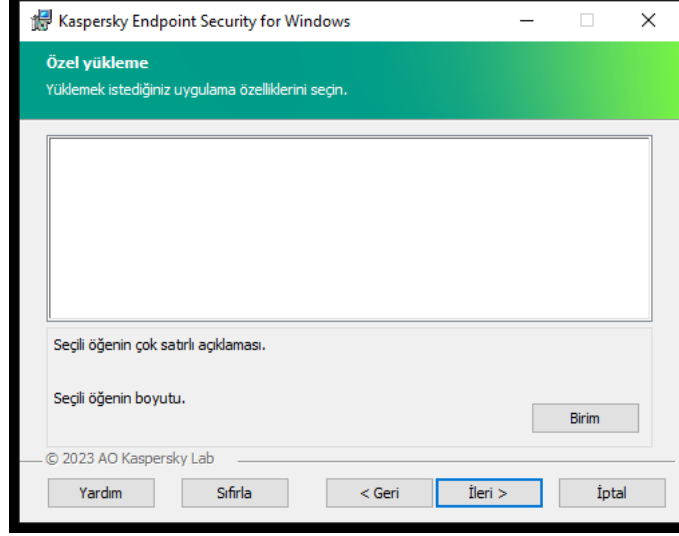 Kaspersky Endpoint Security for Windows
Özel yükleme
Yüklemek istediğiniz uygulama özelliklerini seçin.
Seçili öğenin çok satırlı açıklaması.
Seçili öğenin boyutu.
Birim
© 2023 AO Kaspersky Lab
Yardım
Sıfırla
< Geri
İleri >
İptal